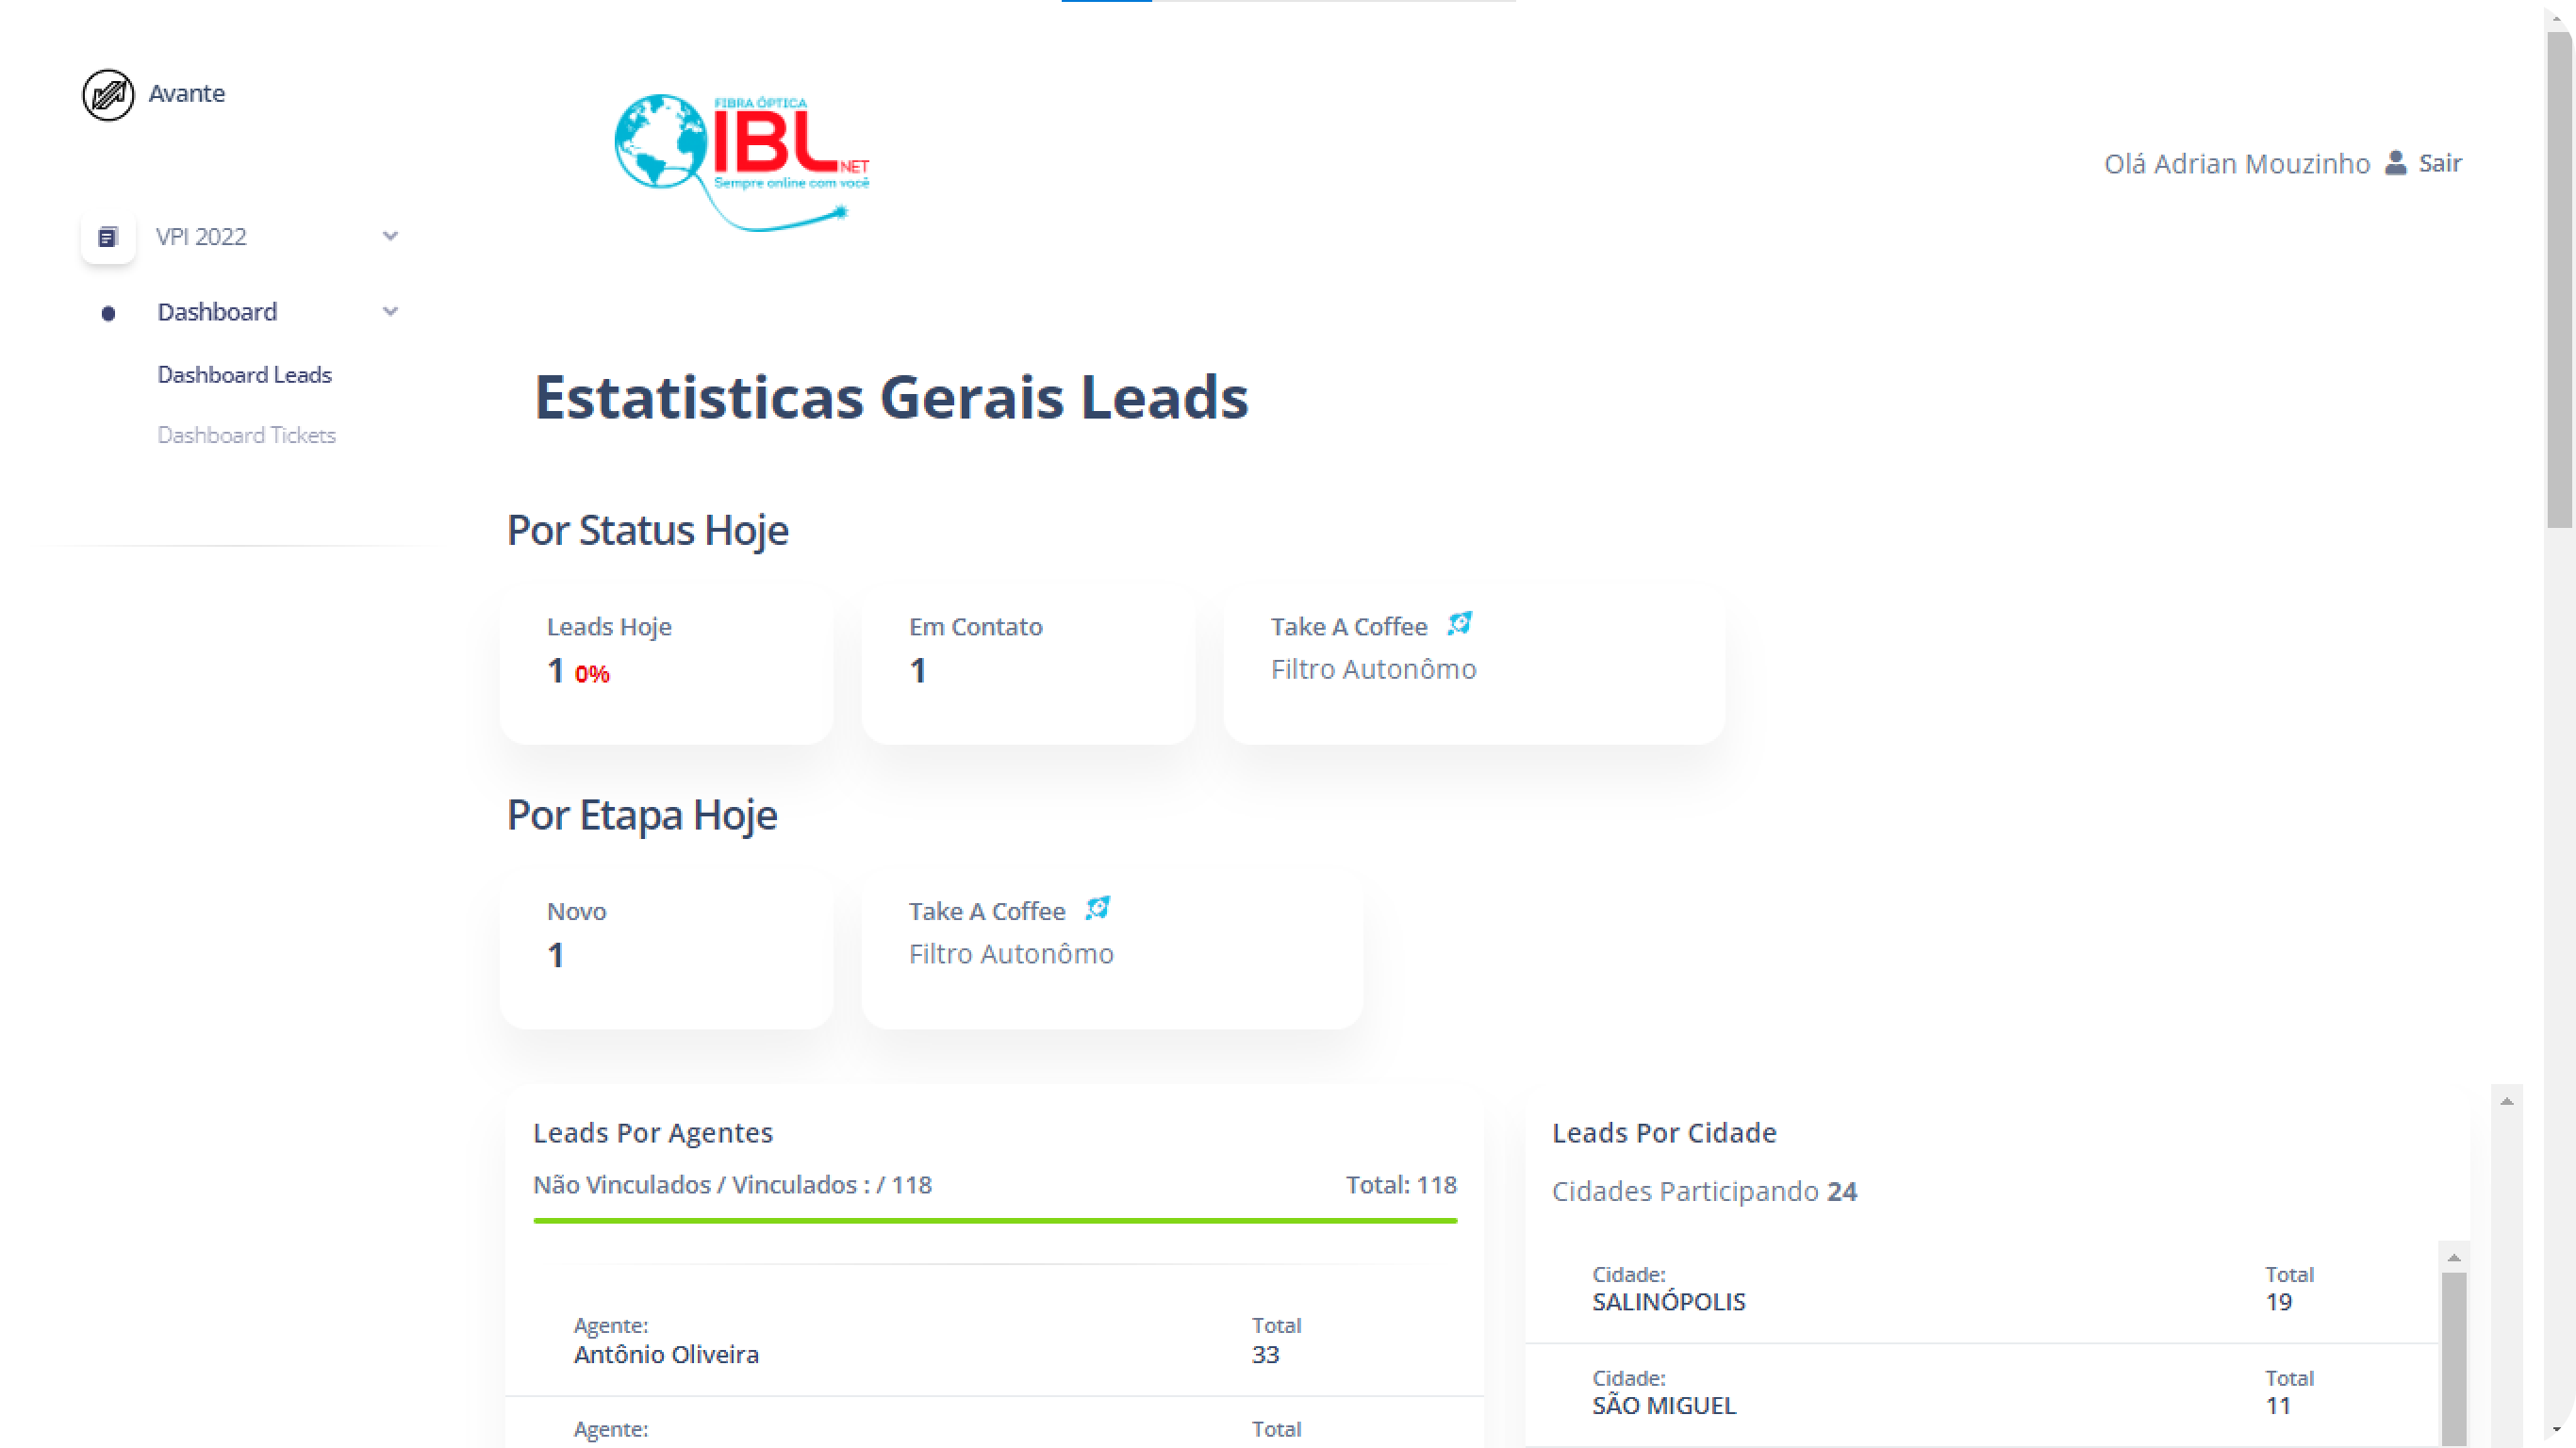 Avante
VPI 2022
Dashboard
Dashboard Leads
Dashboard Tickets
FIBRA ÓPTICA
IBL NET
Sempre online com você
Olá Adrian Mouzinho Sair
Estatisticas Gerais Leads
Por Status Hoje
Leads Hoje
1 0%
Em Contato
1
Take A Coffee
Filtro Autonômo
Por Etapa Hoje
Novo
1
Take A Coffee
Filtro Autonômo
Leads Por Agentes
Não Vinculados / Vinculados : / 118 Total: 118
Agente: Total
Antônio Oliveira 33
Agente: Total
Leads Por Cidade
Cidades Participando 24
Cidade: Total
SALINÓPOLIS 19
Cidade: Total
SÃO MIGUEL 11